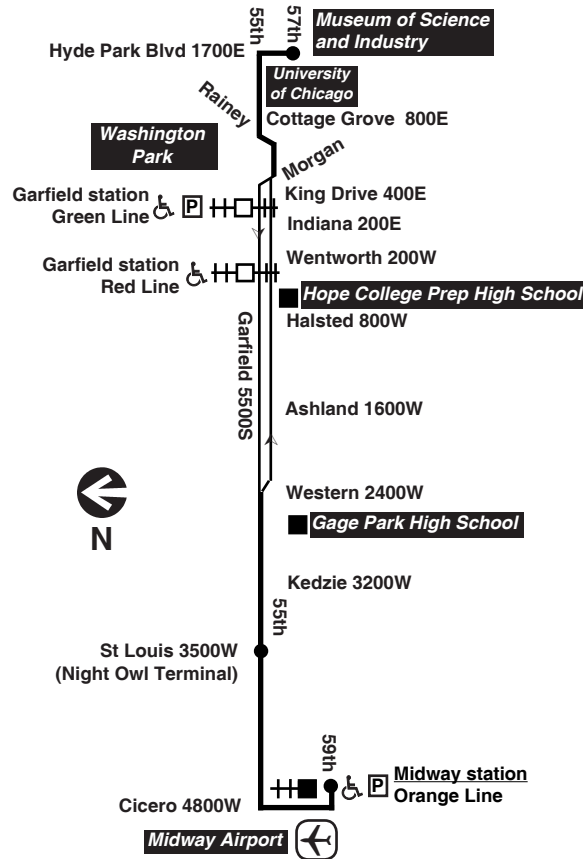 55th
57th
Museum of Science
and Industry
Hyde Park Blvd 1700E
University
of Chicago
Rainey
Cottage Grove 800E
Washington
Park
Morgan
Garfield station
Green Line
P
King Drive 400E
Indiana 200E
Wentworth 200W
Garfield station
Red Line
Hope College Prep High School
Halsted 800W
Garfield 5500S
Ashland 1600W
Western 2400W
N
Gage Park High School
Kedzie 3200W
55th
St Louis 3500W
(Night Owl Terminal)
59th
P
Midway station
Orange Line
Cicero 4800W
Midway Airport